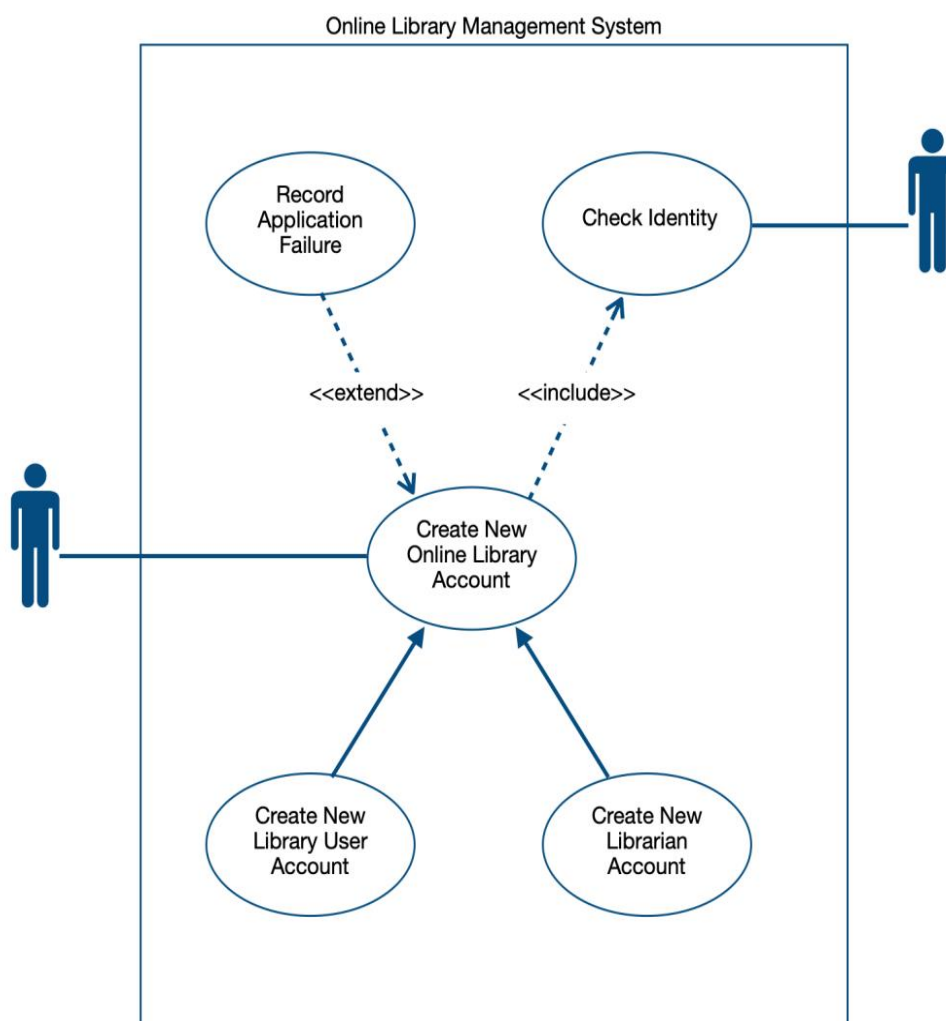 Online Library Management System
Record
Application
Failure
Check Identity
<<extend>>
<<include>>
Create New
Online Library
Account
Create New
Library User
Account
Create New
Librarian
Account